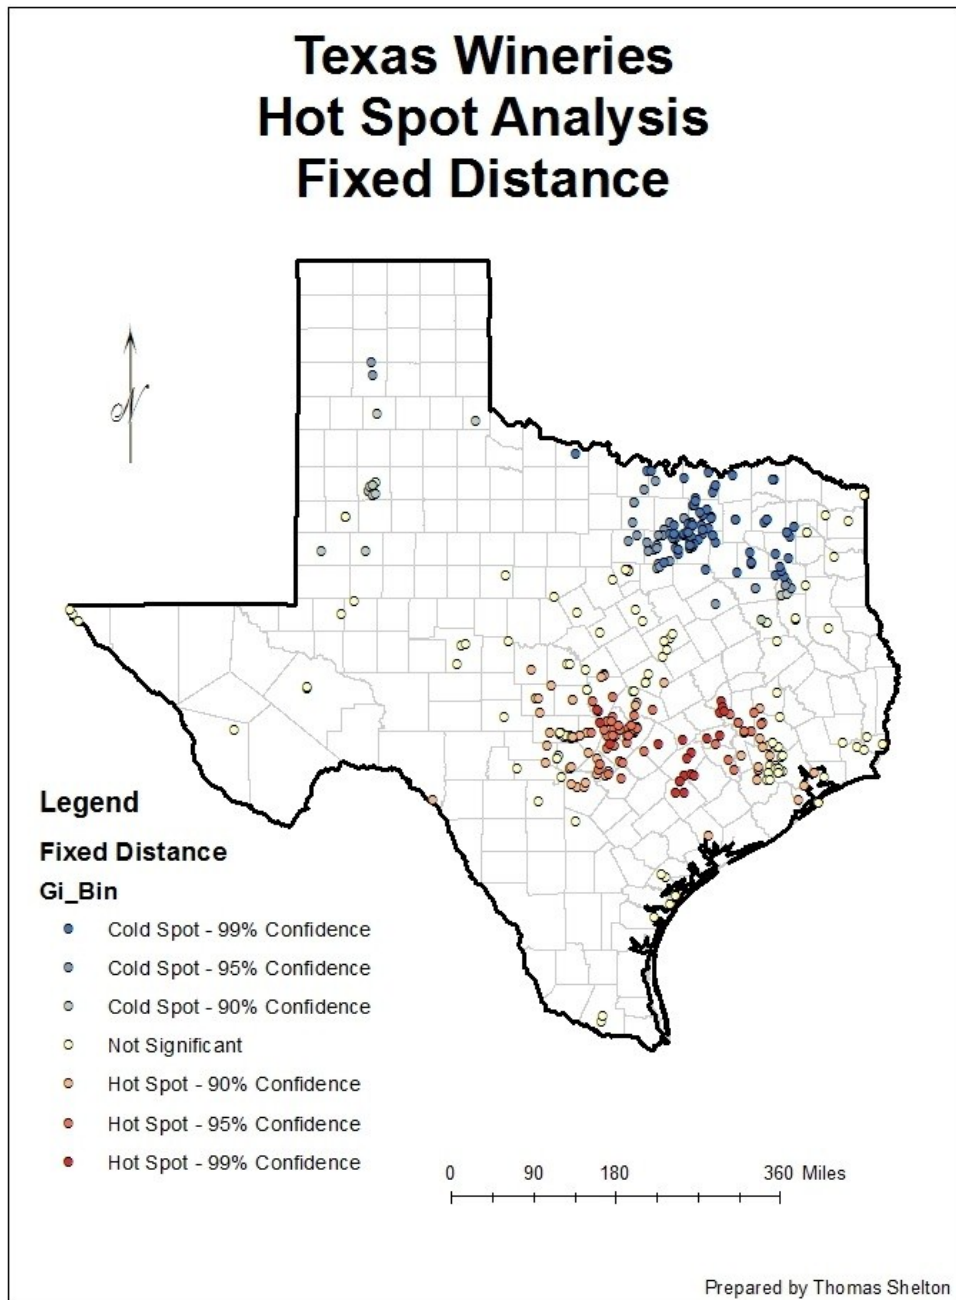 Texas Wineries
Hot Spot Analysis
Fixed Distance
N
Legend
Fixed Distance
Gi_Bin
Cold Spot - 99% Confidence
Cold Spot - 95% Confidence
Cold Spot - 90% Confidence
Not Significant
Hot Spot - 90% Confidence
Hot Spot - 95% Confidence
Hot Spot - 99% Confidence
0 90 180 360 Miles
Prepared by Thomas Shelton